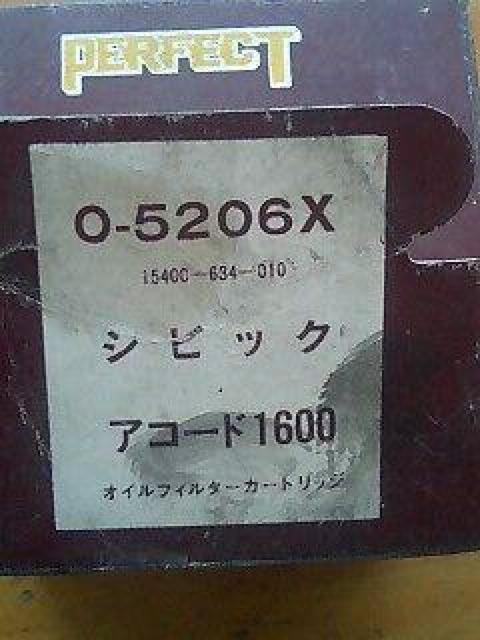 PERFECT
O-5206X
15400-634-010
シビック
アコード1600
オイルフィルターカートリッジ